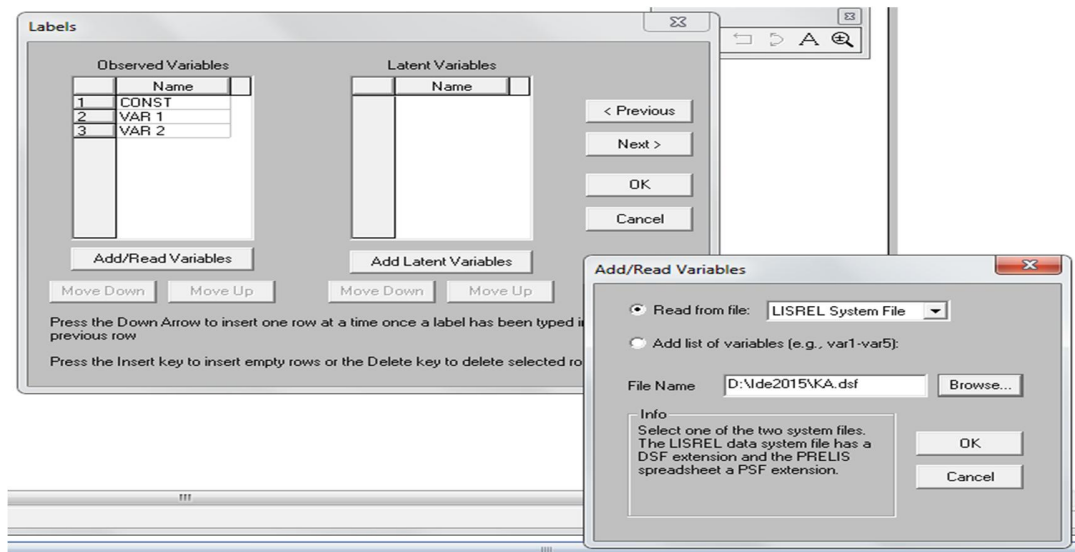 Labels
Observed Variables
Name
1 CONST
2 VAR 1
3 VAR 2
Add/Read Variables
Move Down Move Up
Latent Variables
Name
Add Latent Variables
Move Down Move Up
< Previous
Next >
OK
Cancel
Press the Down Arrow to insert one row at a time once a label has been typed
previous row
Press the Insert key to insert empty rows or the Delete key to delete selected
A
Add/Read Variables
Read from file: LISREL System File
Add list of variables (e.g., var1-var5):
File Name D:\Ide2015\KA.dsf Browse...
Info
Select one of the two system files.
The LISREL data system file has a
DSF extension and the PRELIS
spreadsheet a PSF extension.
OK
Cancel